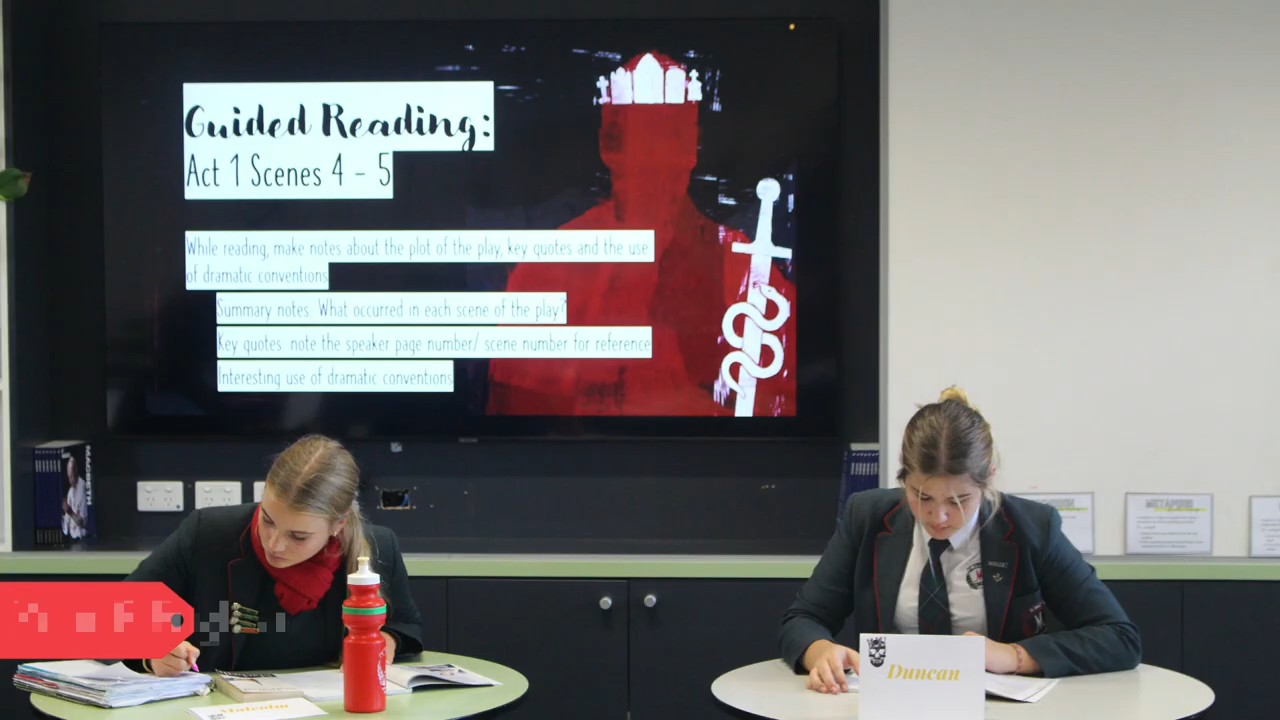 Guided Reading:
Act 1 Scenes 4 - 5
While reading, make notes about the plot of the play, key quotes and the use
of dramatic conventions
Summary notes: What occurred in each scene of the play?
Key quotes: note the speaker page number/ scene number for reference
Interesting use of dramatic conventions
MACBETH
METAPHOR
Duncan
Malcolm